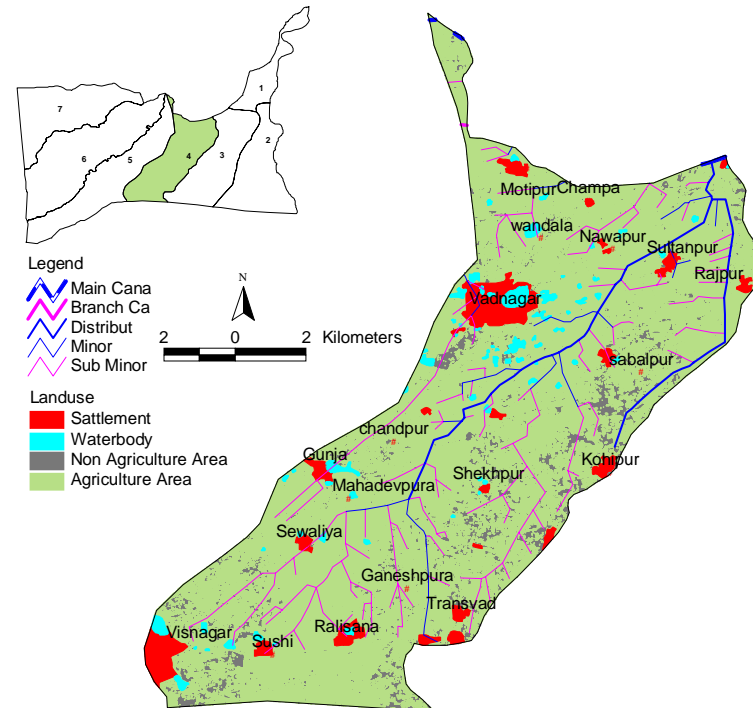 1
7
2
4
3
6
5
Legend
Main Cana
Branch Ca
Distribut
Minor
Sub Minor
N
2 0 2 Kilometers
Landuse
Sattlement
Waterbody
Non Agriculture Area
Agriculture Area
Motipur Champa
wandala
Nawapur
Sultanpur
Rajpur
Vadnagar
sabalpur
chandpur
Gunja
Mahadevpura
Shekhpur
Kohipur
Sewaliya
Ganeshpura
Transvad
Visnagar
Sushi
Ralisana